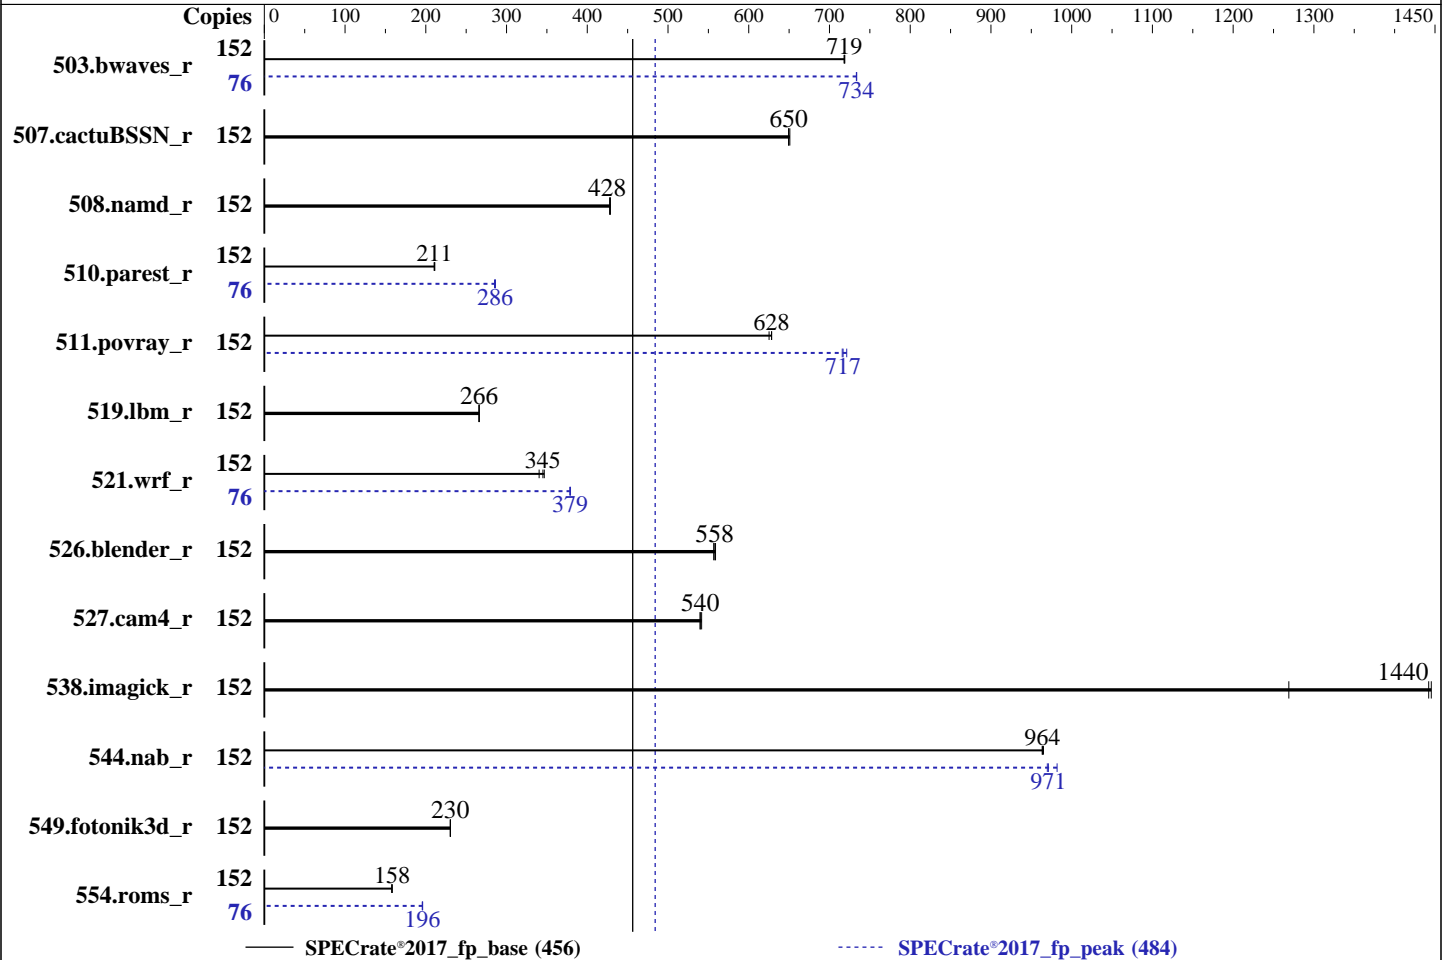 Copies 0 100 200 300 400 500 600 700 800 900 1000 1100 1200 1300 1450
503.bwaves_r 152 719
76 734
507.cactuBSSN_r 152 650
508.namd_r 152 428
510.parest_r 152 211
76 286
511.povray_r 152 628
717
519.lbm_r 152 266
521.wrf_r 152 345
76 379
526.blender_r 152 558
527.cam4_r 152 540
538.imagick_r 152 1440
544.nab_r 152 964
971
549.fotonik3d_r 152 230
554.roms_r 152 158
76 196
SPECrate®2017_fp_base (456) SPECrate®2017_fp_peak (484)